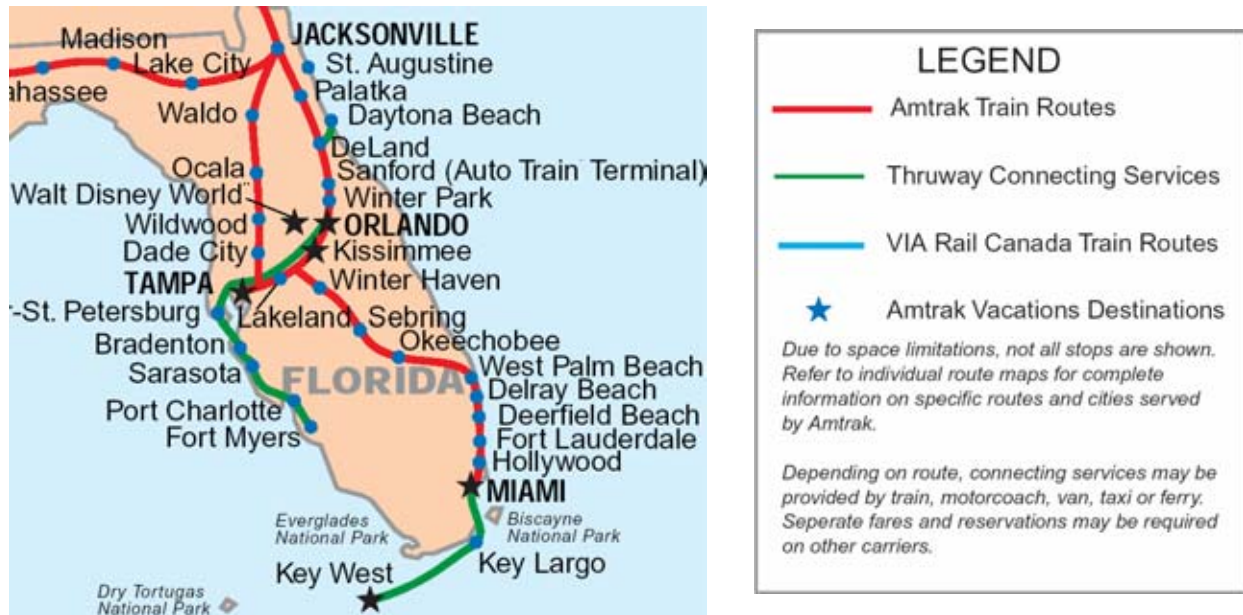 JACKSONVILLE
Madison
Lake City
St. Augustine
ahassee
Palatka
Waldo
Daytona Beach
DeLand
Ocala
Sanford (Auto Train Terminal)
Walt Disney World
Winter Park
Wildwood
ORLANDO
Dade City
Kissimmee
TAMPA
Winter Haven
r-St. Petersburg
Lakeland
Sebring
Okeechobee
Bradenton
West Palm Beach
Sarasota
FLORIDA
Delray Beach
Port Charlotte
Deerfield Beach
Fort Myers
Fort Lauderdale
Hollywood
MIAMI
Everglades
National Park
Biscayne
National Park
Key West
Key Largo
Dry Tortugas
National Park
LEGEND
Amtrak Train Routes
Thruway Connecting Services
VIA Rail Canada Train Routes
Amtrak Vacations Destinations
Due to space limitations, not all stops are shown.
Refer to individual route maps for complete
information on specific routes and cities served
by Amtrak.
Depending on route, connecting services may be
provided by train, motorcoach, van, taxi or ferry.
Seperate fares and reservations may be required
on other carriers.